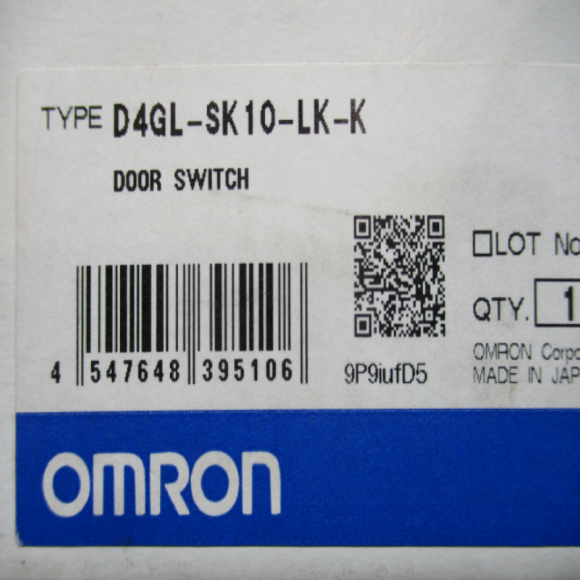 TYPE D4GL-SK10-LK-K
DOOR SWITCH
LOT No
QTY. 1
OMRON Corpo
MADE IN JAP
4 547648 395106
9P9iufD5
OMRON